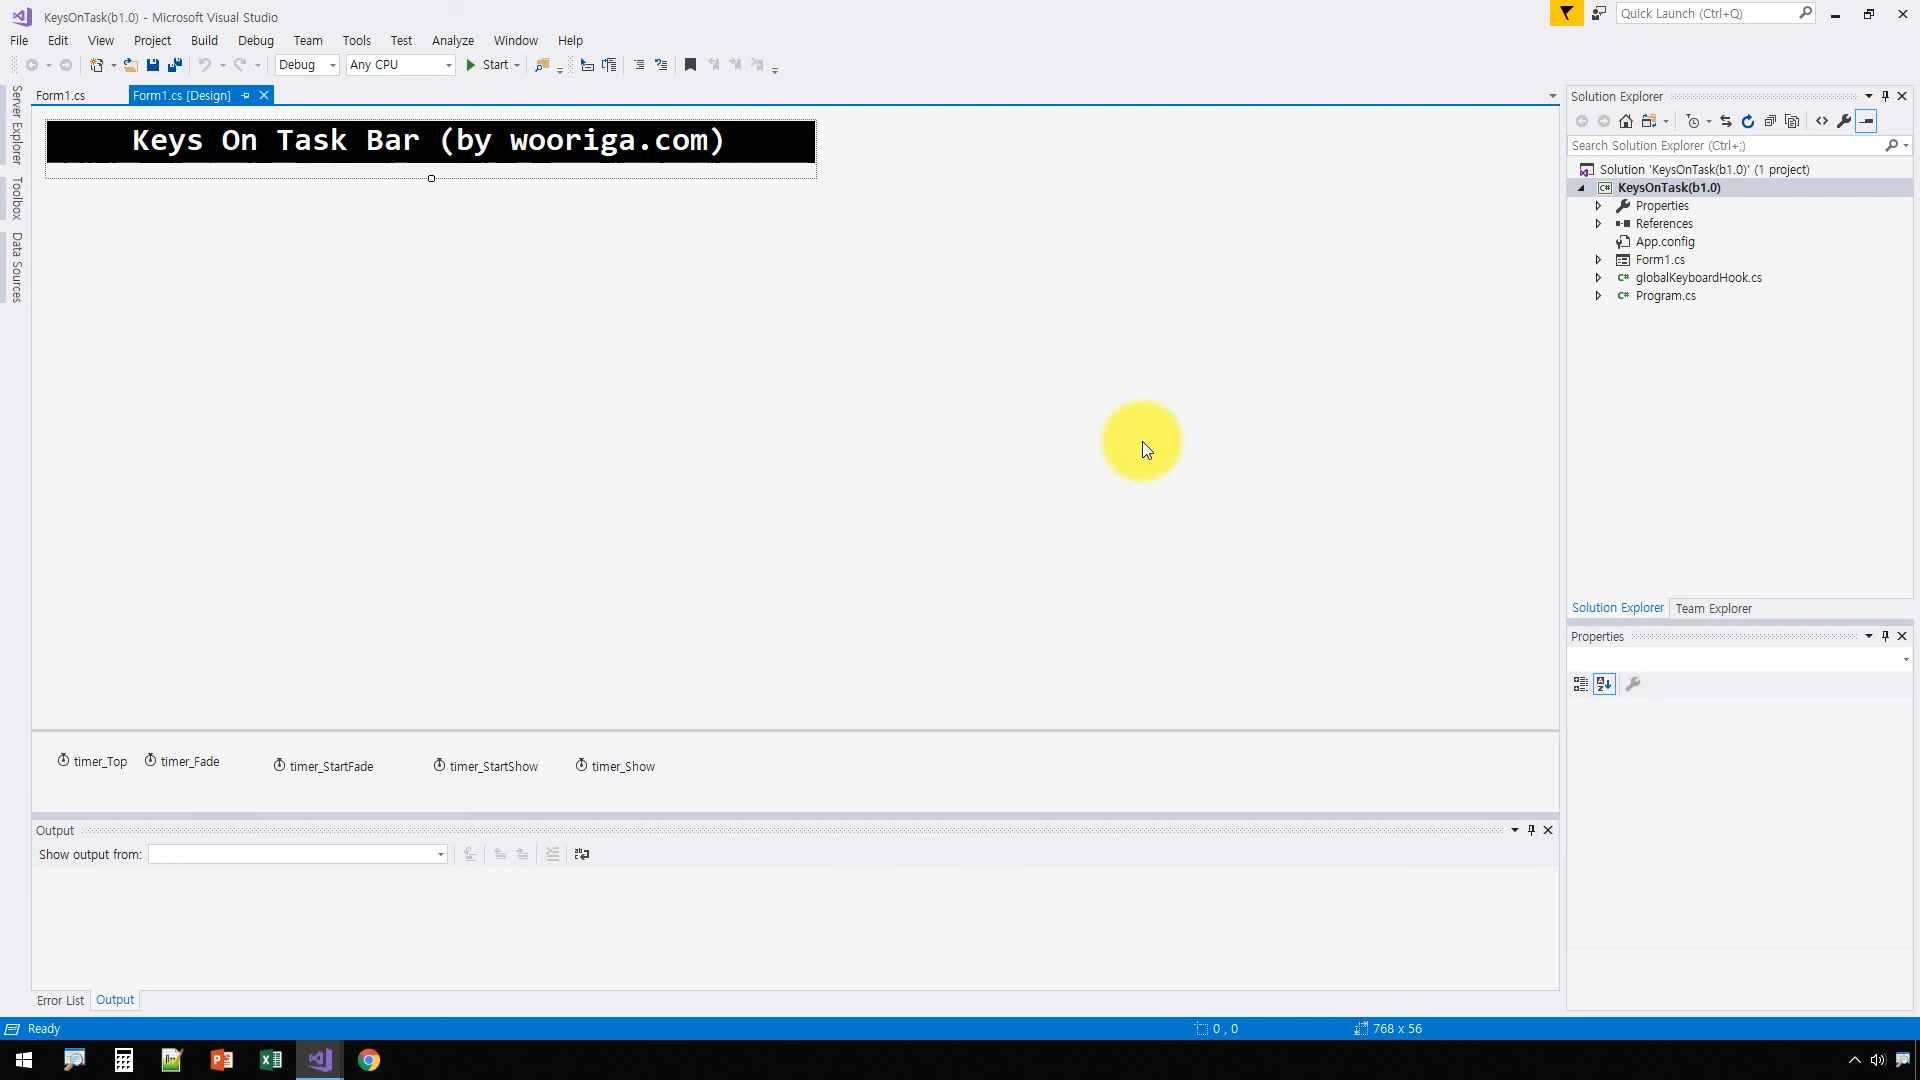 KeysOnTask(b1.0) - Microsoft Visual Studio
Quick Launch (Ctrl+Q)
File Edit View Project Build Debug Team Tools Test Analyze Window Help
Debug Any CPU Start
Server Explorer
Toolbox
Data Sources
Form1.cs Form1.cs [Design]
Keys On Task Bar (by wooriga.com)
timer_Top timer_Fade timer_StartFade timer_StartShow timer_Show
Output
Show output from:
Error List Output
Solution Explorer
Search Solution Explorer (Ctrl+;)
Solution 'KeysOnTask(b1.0)' (1 project)
KeysOnTask(b1.0)
Properties
References
App.config
Form1.cs
globalKeyboardHook.cs
Program.cs
Solution Explorer Team Explorer
Properties
Ready 0 , 0 768 x 56